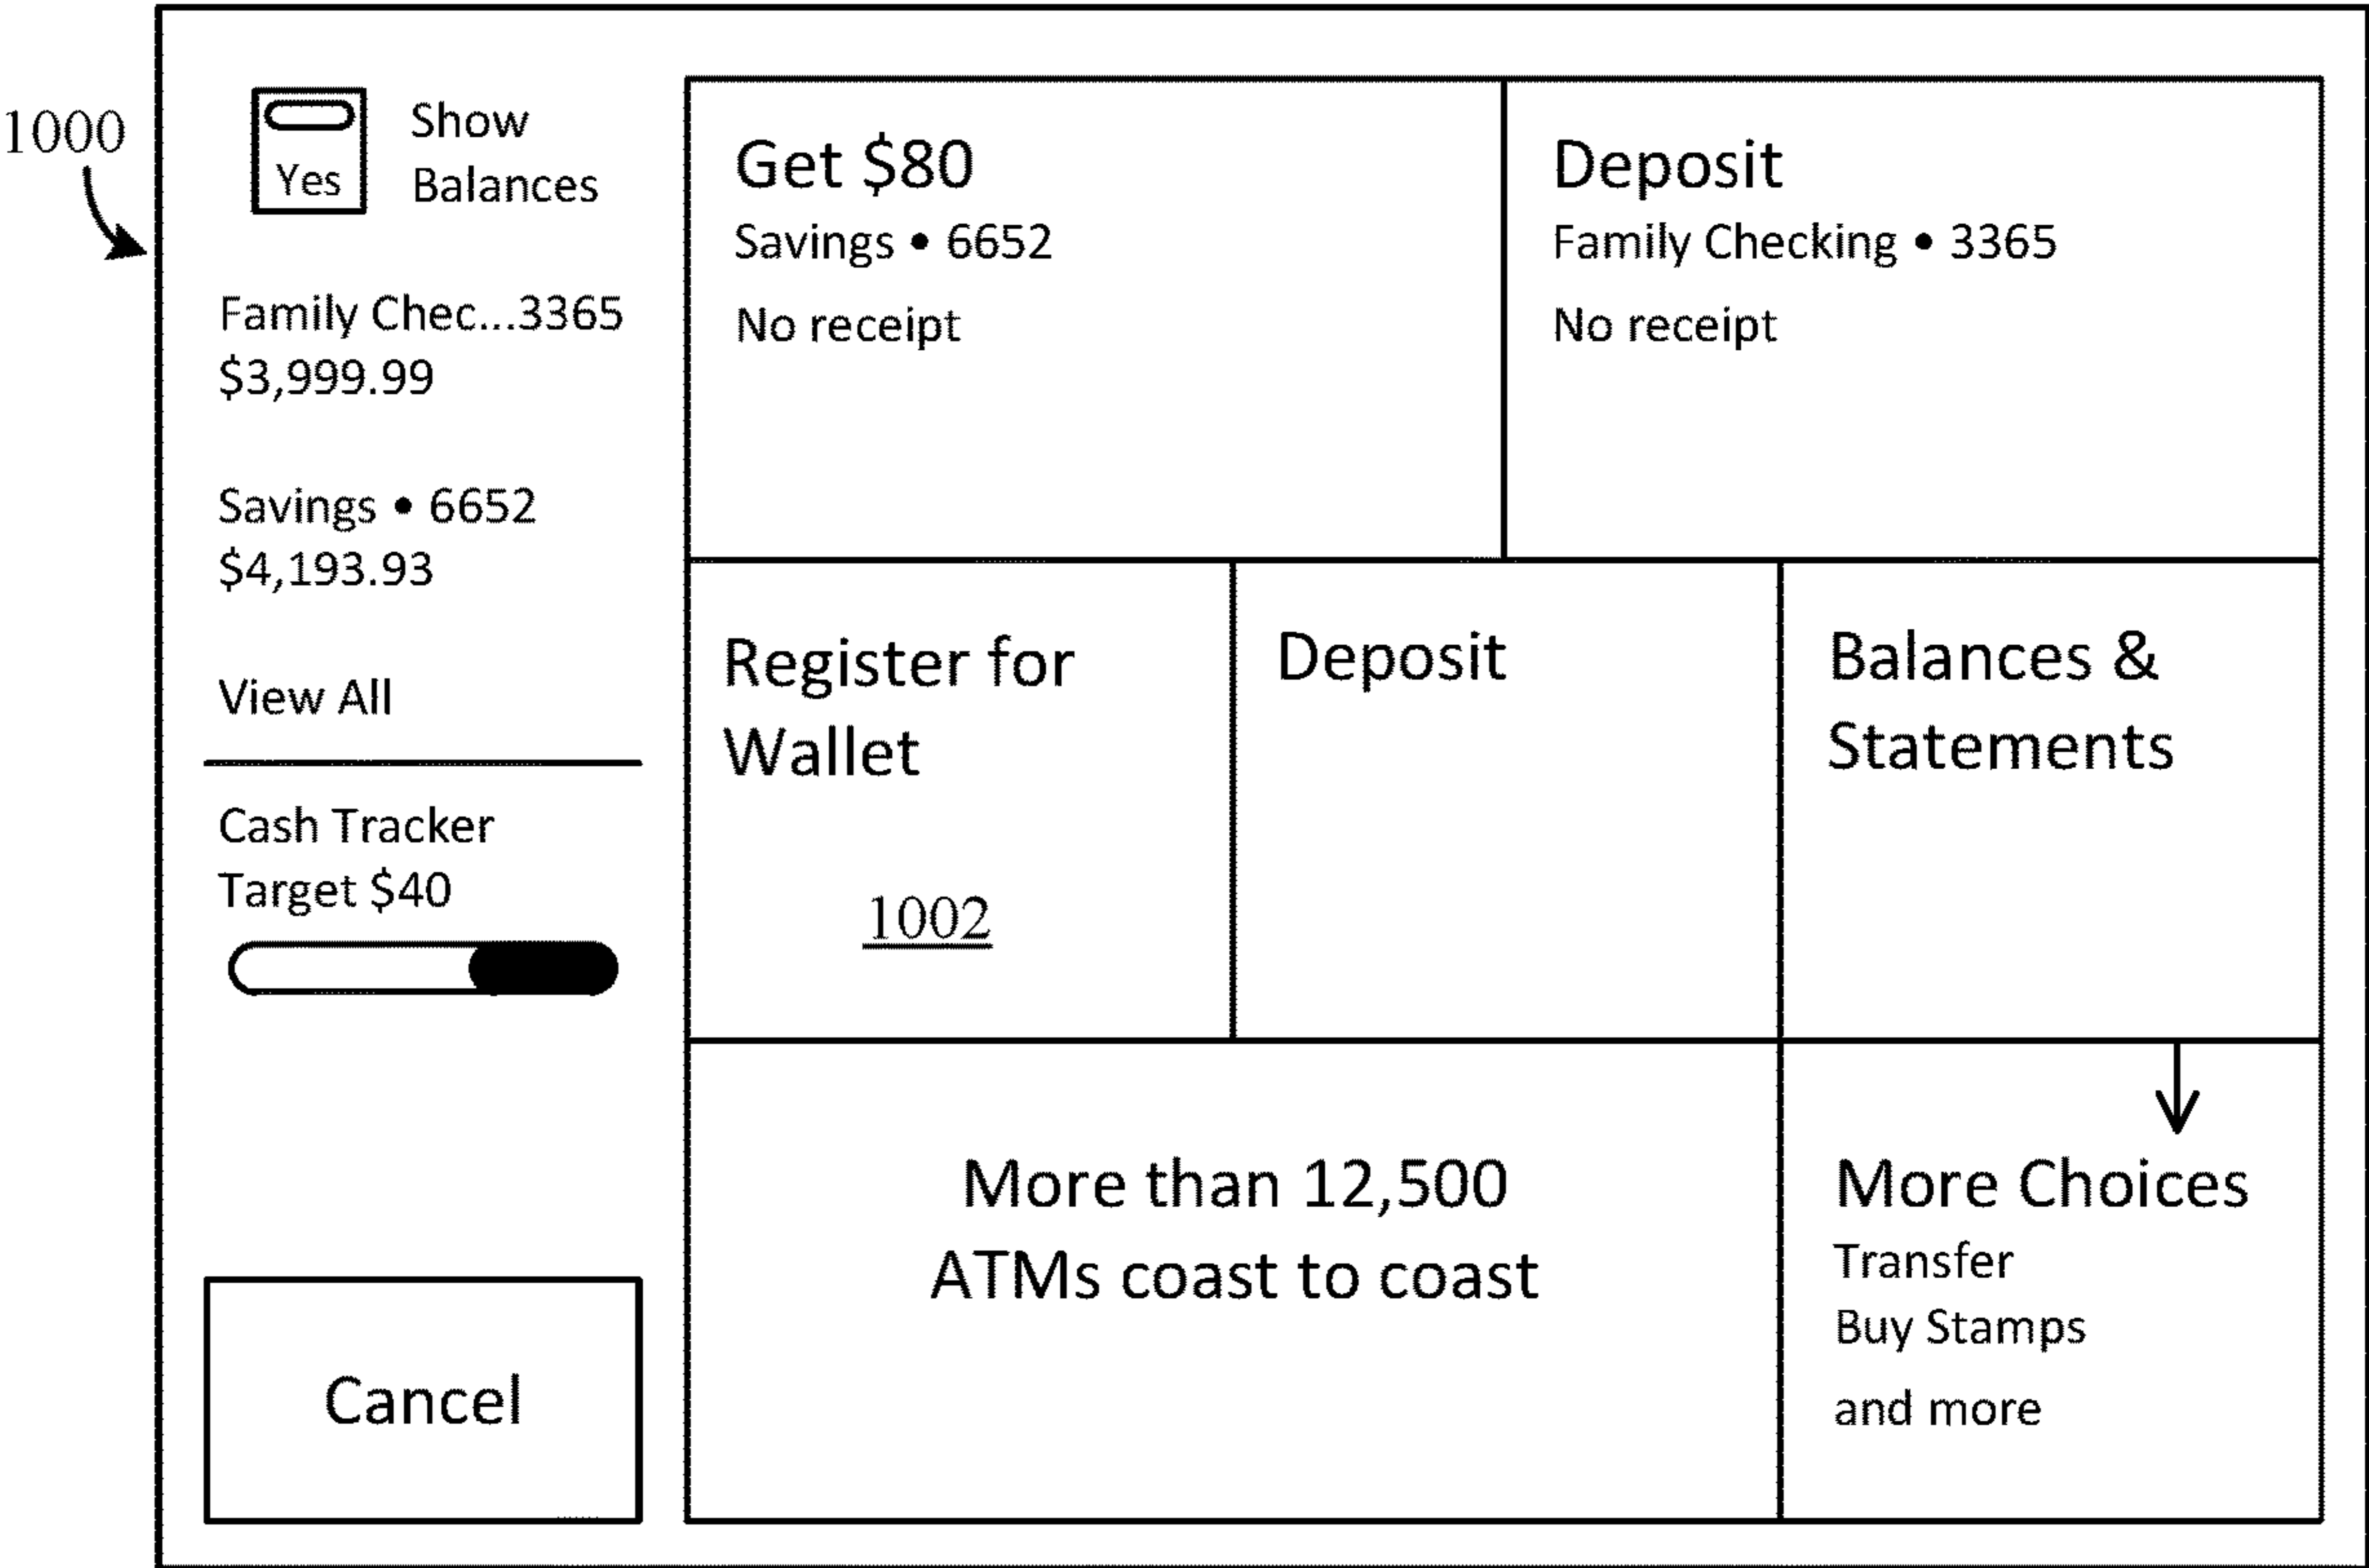 1000
Yes
Show
Balances
Family Chec...3365
$3,999.99
Savings • 6652
$4,193.93
View All
Cash Tracker
Target $40
Cancel
Get $80
Savings • 6652
No receipt
Deposit
Family Checking • 3365
No receipt
Register for
Wallet
1002
Deposit
Balances &
Statements
More than 12,500
ATMs coast to coast
More Choices
Transfer
Buy Stamps
and more